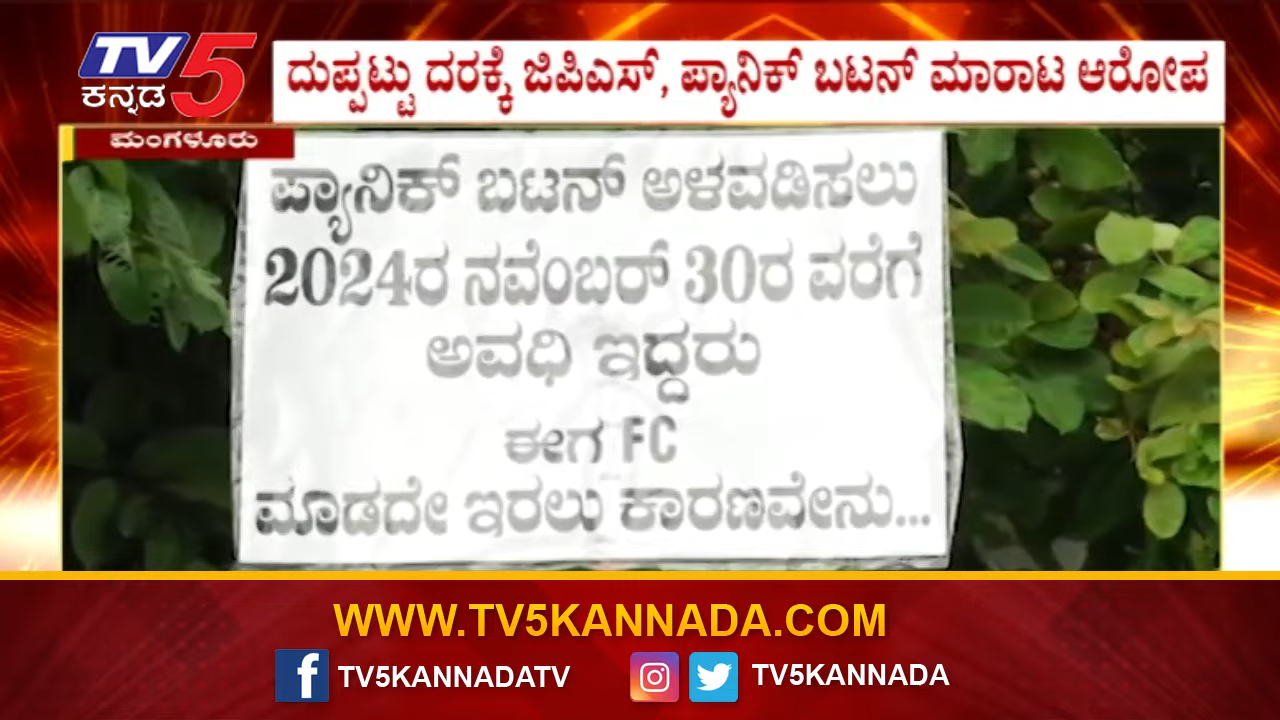 TV5
ಕನ್ನಡ
ದುಪ್ಪಟ್ಟು ದರಕ್ಕೆ ಜಿಪಿಎಸ್, ಪ್ಯಾನಿಕ್ ಬಟನ್ ಮಾರಾಟ ಆರೋಪ
ಮಂಗಳೂರು
ಪ್ಯಾನಿಕ್ ಬಟನ್ ಅಳವಡಿಸಲು
2024ರ ನವೆಂಬರ್ 30ರ ವರೆಗೆ
ಅವಧಿ ಇದ್ದರು
ಈಗ FC
ಮಾಡದೇ ಇರಲು ಕಾರಣವೇನು...
WWW.TV5KANNADA.COM
TV5KANNADATV
TV5KANNADA